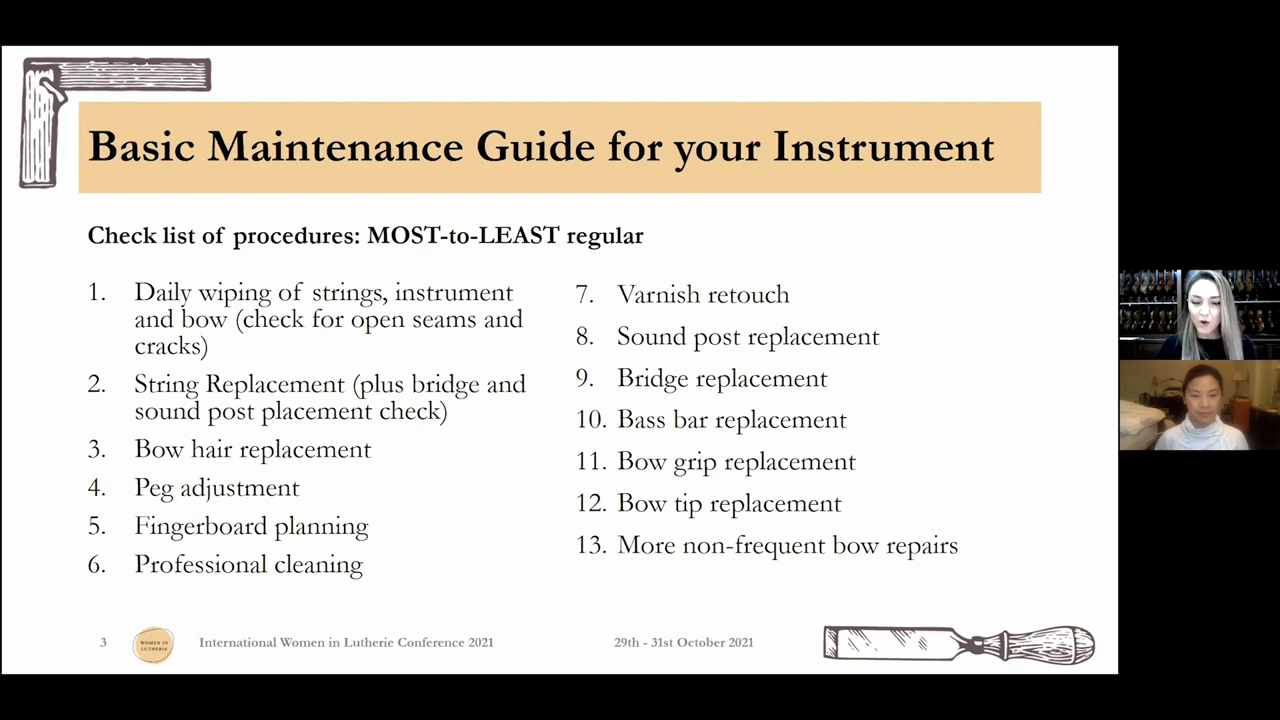 Basic Maintenance Guide for your Instrument
Check list of procedures: MOST-to-LEAST regular
1. Daily wiping of strings, instrument
and bow (check for open seams and
cracks)
2. String Replacement (plus bridge and
sound post placement check)
3. Bow hair replacement
4. Peg adjustment
5. Fingerboard planning
6. Professional cleaning
7. Varnish retouch
8. Sound post replacement
9. Bridge replacement
10. Bass bar replacement
11. Bow grip replacement
12. Bow tip replacement
13. More non-frequent bow repairs
3
WOMEN IN
LUTHERIE
International Women in Lutherie Conference 2021
29th - 31st October 2021